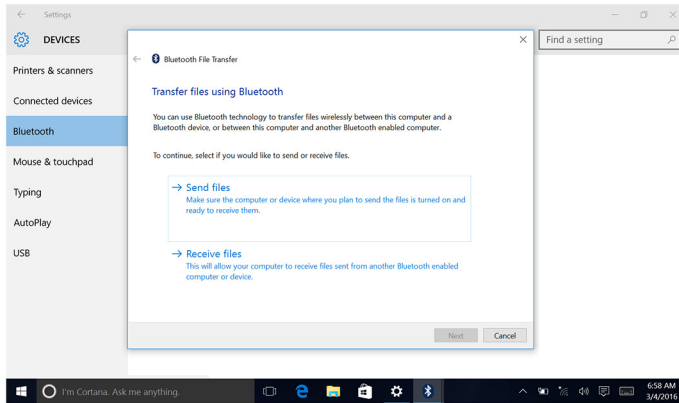 Settings
DEVICES
Find a setting
Printers & scanners
Connected devices
Bluetooth
Mouse & touchpad
Typing
AutoPlay
USB
Bluetooth File Transfer
Transfer files using Bluetooth
You can use Bluetooth technology to transfer files wirelessly between this computer and a
Bluetooth device, or between this computer and another Bluetooth enabled computer.
To continue, select if you would like to send or receive files.
Send files
Make sure the computer or device where you plan to send the files is turned on and
ready to receive them.
Receive files
This will allow your computer to receive files sent from another Bluetooth enabled
computer or device.
Next
Cancel
I'm Cortana. Ask me anything.
6:58 AM
3/4/2016